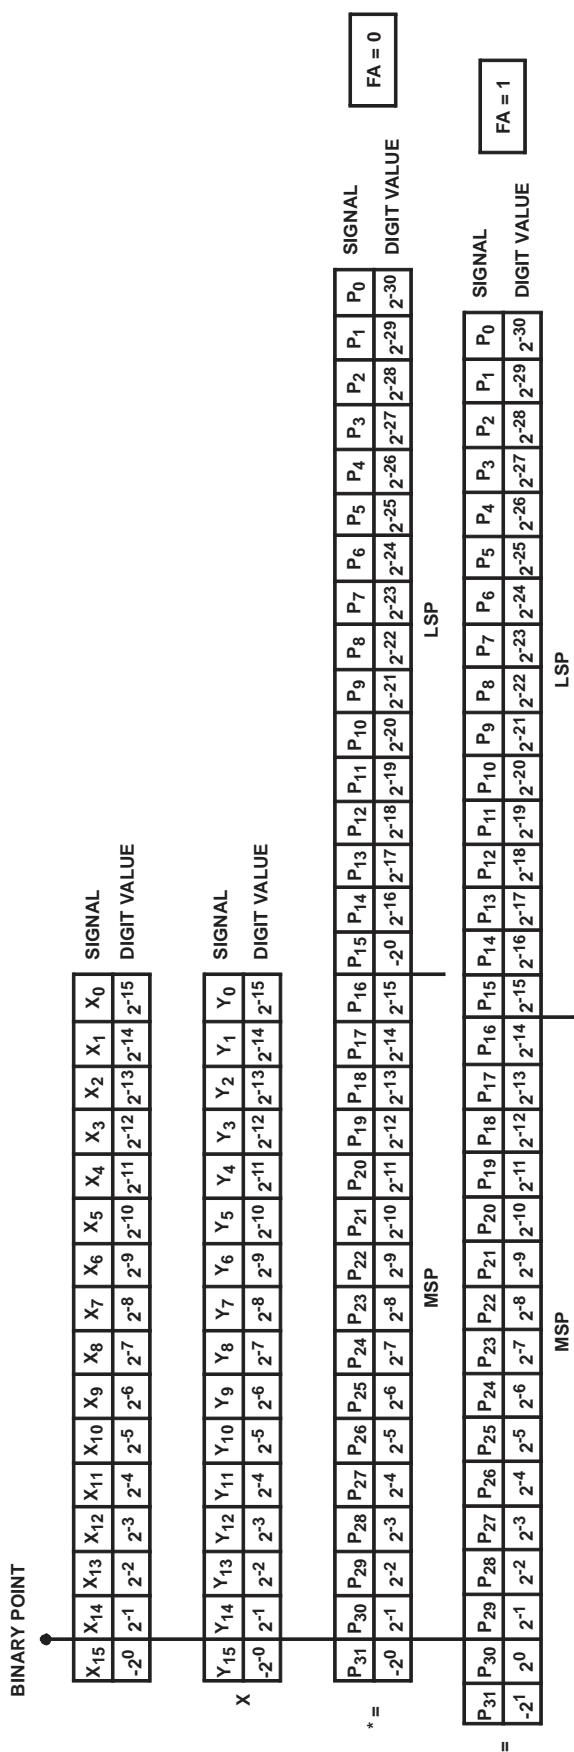 BINARY POINT
X₁₅ X₁₄ X₁₃ X₁₂ X₁₁ X₁₀ X₉ X₈ X₇ X₆ X₅ X₄ X₃ X₂ X₁ X₀ SIGNAL
-2⁰ 2⁻¹ 2⁻² 2⁻³ 2⁻⁴ 2⁻⁵ 2⁻⁶ 2⁻⁷ 2⁻⁸ 2⁻⁹ 2⁻¹⁰ 2⁻¹¹ 2⁻¹² 2⁻¹³ 2⁻¹⁴ 2⁻¹⁵ DIGIT VALUE
Y₁₅ Y₁₄ Y₁₃ Y₁₂ Y₁₁ Y₁₀ Y₉ Y₈ Y₇ Y₆ Y₅ Y₄ Y₃ Y₂ Y₁ Y₀ SIGNAL
X -2⁻⁰ 2⁻¹ 2⁻² 2⁻³ 2⁻⁴ 2⁻⁵ 2⁻⁶ 2⁻⁷ 2⁻⁸ 2⁻⁹ 2⁻¹⁰ 2⁻¹¹ 2⁻¹² 2⁻¹³ 2⁻¹⁴ 2⁻¹⁵ DIGIT VALUE
P₃₁ P₃₀ P₂₉ P₂₈ P₂₇ P₂₆ P₂₅ P₂₄ P₂₃ P₂₂ P₂₁ P₂₀ P₁₉ P₁₈ P₁₇ P₁₆ P₁₅ P₁₄ P₁₃ P₁₂ P₁₁ P₁₀ P₉ P₈ P₇ P₆ P₅ P₄ P₃ P₂ P₁ P₀ SIGNAL FA = 0
* = -2⁰ 2⁻¹ 2⁻² 2⁻³ 2⁻⁴ 2⁻⁵ 2⁻⁶ 2⁻⁷ 2⁻⁸ 2⁻⁹ 2⁻¹⁰ 2⁻¹¹ 2⁻¹² 2⁻¹³ 2⁻¹⁴ 2⁻¹⁵ -2⁰ 2⁻¹⁶ 2⁻¹⁷ 2⁻¹⁸ 2⁻¹⁹ 2⁻²⁰ 2⁻²¹ 2⁻²² 2⁻²³ 2⁻²⁴ 2⁻²⁵ 2⁻²⁶ 2⁻²⁷ 2⁻²⁸ 2⁻²⁹ 2⁻³⁰ DIGIT VALUE
MSP LSP
P₃₁ P₃₀ P₂₉ P₂₈ P₂₇ P₂₆ P₂₅ P₂₄ P₂₃ P₂₂ P₂₁ P₂₀ P₁₉ P₁₈ P₁₇ P₁₆ P₁₅ P₁₄ P₁₃ P₁₂ P₁₁ P₁₀ P₉ P₈ P₇ P₆ P₅ P₄ P₃ P₂ P₁ P₀ SIGNAL FA = 1
= -2¹ 2⁰ 2⁻¹ 2⁻² 2⁻³ 2⁻⁴ 2⁻⁵ 2⁻⁶ 2⁻⁷ 2⁻⁸ 2⁻⁹ 2⁻¹⁰ 2⁻¹¹ 2⁻¹² 2⁻¹³ 2⁻¹⁴ 2⁻¹⁵ 2⁻¹⁶ 2⁻¹⁷ 2⁻¹⁸ 2⁻¹⁹ 2⁻²⁰ 2⁻²¹ 2⁻²² 2⁻²³ 2⁻²⁴ 2⁻²⁵ 2⁻²⁶ 2⁻²⁷ 2⁻²⁸ 2⁻²⁹ 2⁻³⁰ DIGIT VALUE
MSP LSP